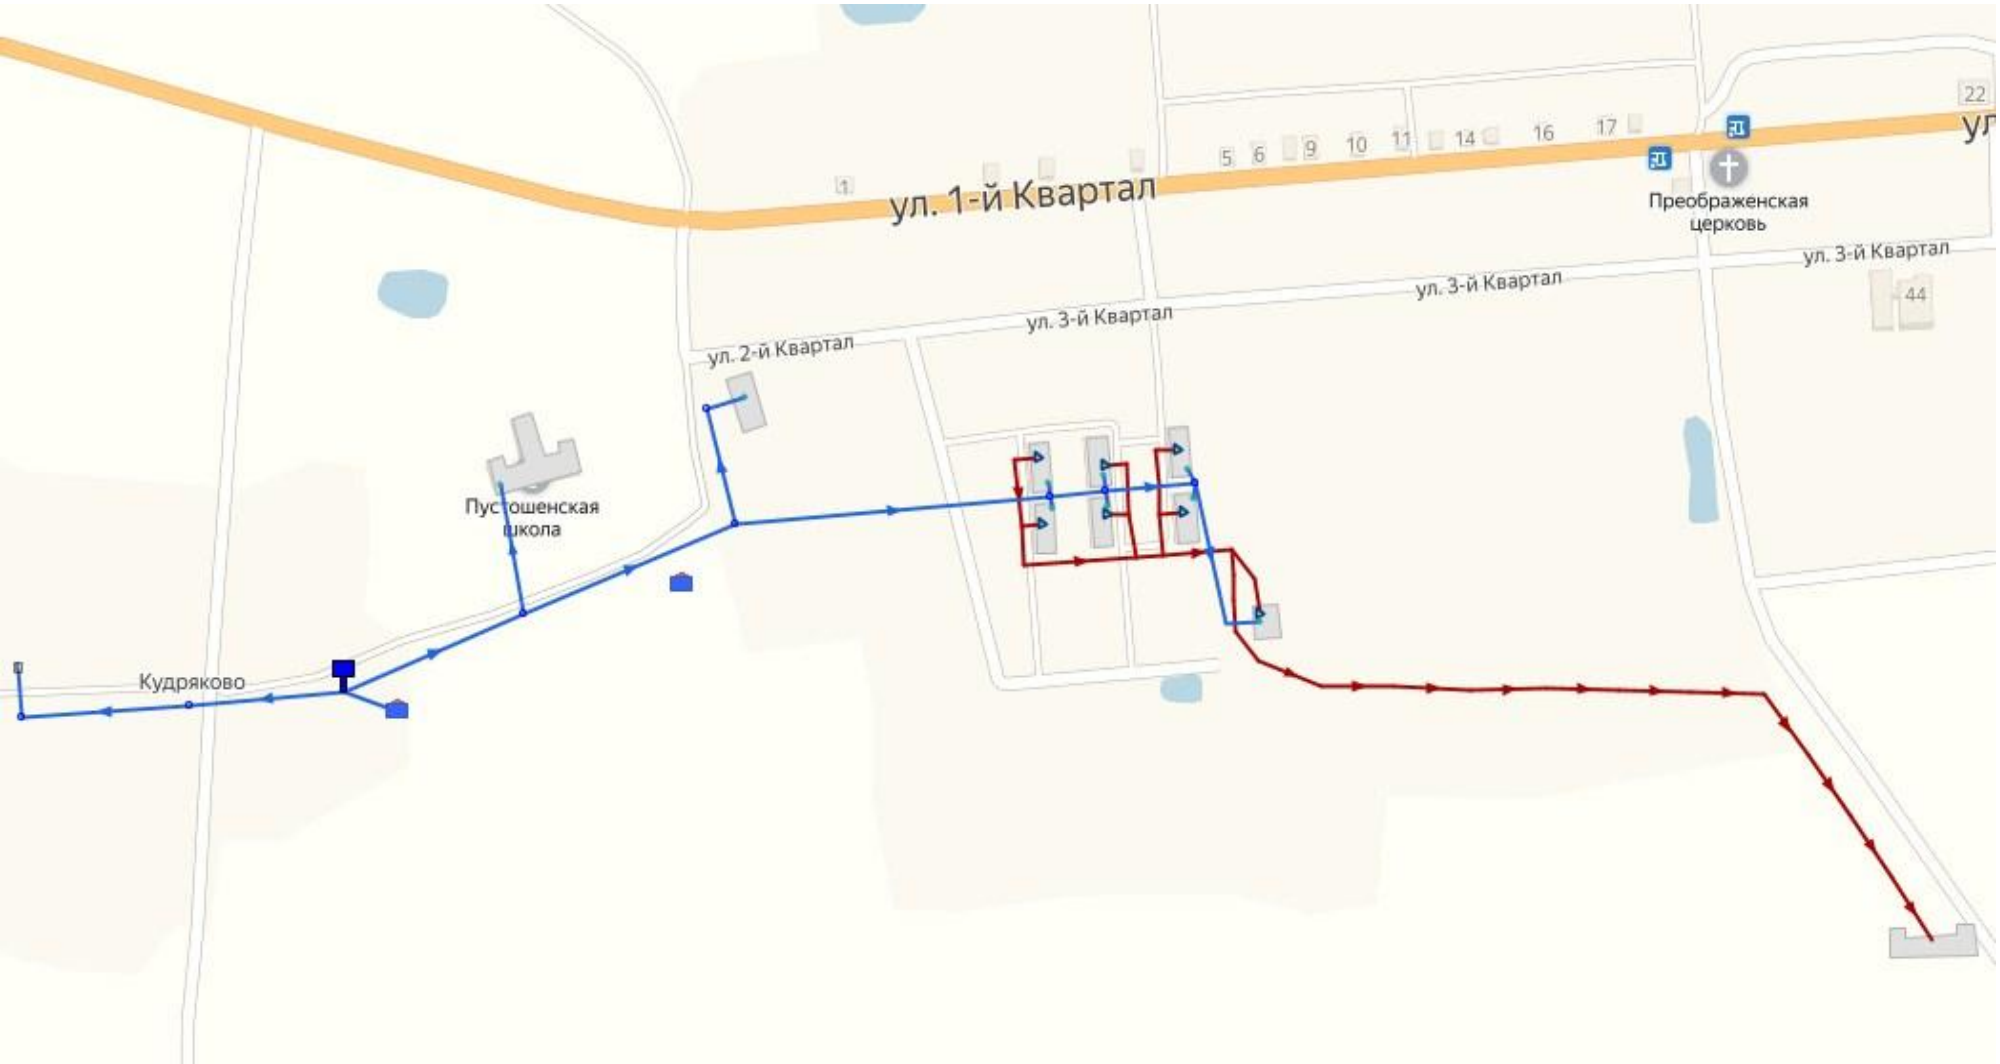 22
ул
17
16
14
11
10
9
6
5
1
ул. 1-й Квартал
Преображенская
церковь
ул. 3-й Квартал
ул. 3-й Квартал
44
ул. 3-й Квартал
ул. 2-й Квартал
Пустошенская
школа
Кудряково